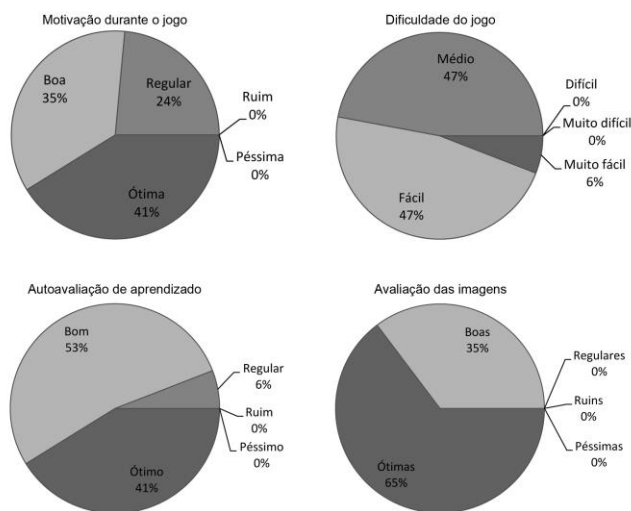 Motivação durante o jogo
Boa
35%
Regular
24%
Ruim
0%
Péssima
0%
Ótima
41%
Dificuldade do jogo
Médio
47%
Difícil
0%
Muito difícil
0%
Muito fácil
6%
Fácil
47%
Autoavaliação de aprendizado
Bom
53%
Regular
6%
Ruim
0%
Péssimo
0%
Ótimo
41%
Avaliação das imagens
Boas
35%
Regulares
0%
Ruins
0%
Péssimas
0%
Ótimas
65%